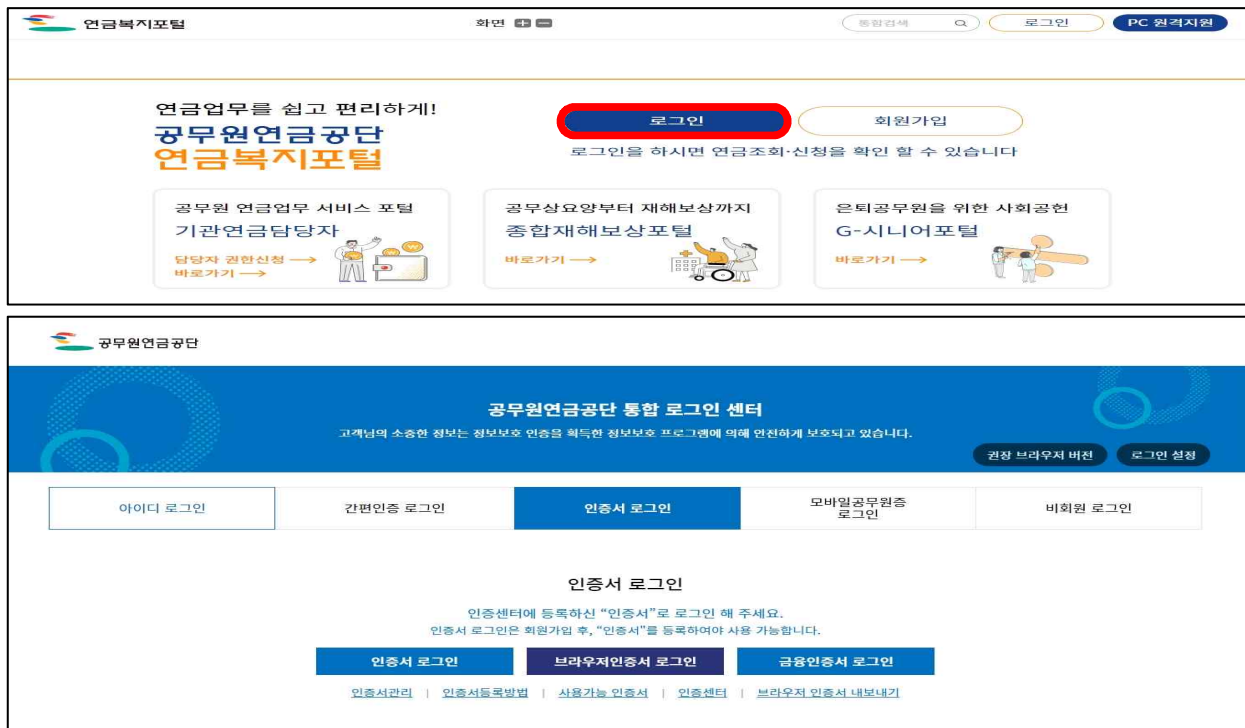 연금복지포털
화면 + -
통합검색
로그인
PC 원격지원
연금업무를 쉽고 편리하게!
공무원연금공단
연금복지포털
로그인
회원가입
로그인을 하시면 연금조회·신청을 확인 할 수 있습니다
공무원 연금업무 서비스 포털
기관연금담당자
담당자 권한신청 →
바로가기 →
공무상요양부터 재해보상까지
종합재해보상포털
바로가기 →
은퇴공무원을 위한 사회공헌
G-시니어포털
바로가기 →
공무원연금공단
공무원연금공단 통합 로그인 센터
고객님의 소중한 정보는 정보보호 인증을 획득한 정보보호 프로그램에 의해 안전하게 보호되고 있습니다.
권장 브라우저 버전
로그인 설정
아이디 로그인
간편인증 로그인
인증서 로그인
모바일공무원증
로그인
비회원 로그인
인증서 로그인
인증센터에 등록하신 “인증서”로 로그인 해 주세요.
인증서 로그인은 회원가입 후, “인증서”를 등록하여야 사용 가능합니다.
인증서 로그인
브라우저인증서 로그인
금융인증서 로그인
인증서관리 | 인증서등록방법 | 사용가능 인증서 | 인증센터 | 브라우저 인증서 내보내기